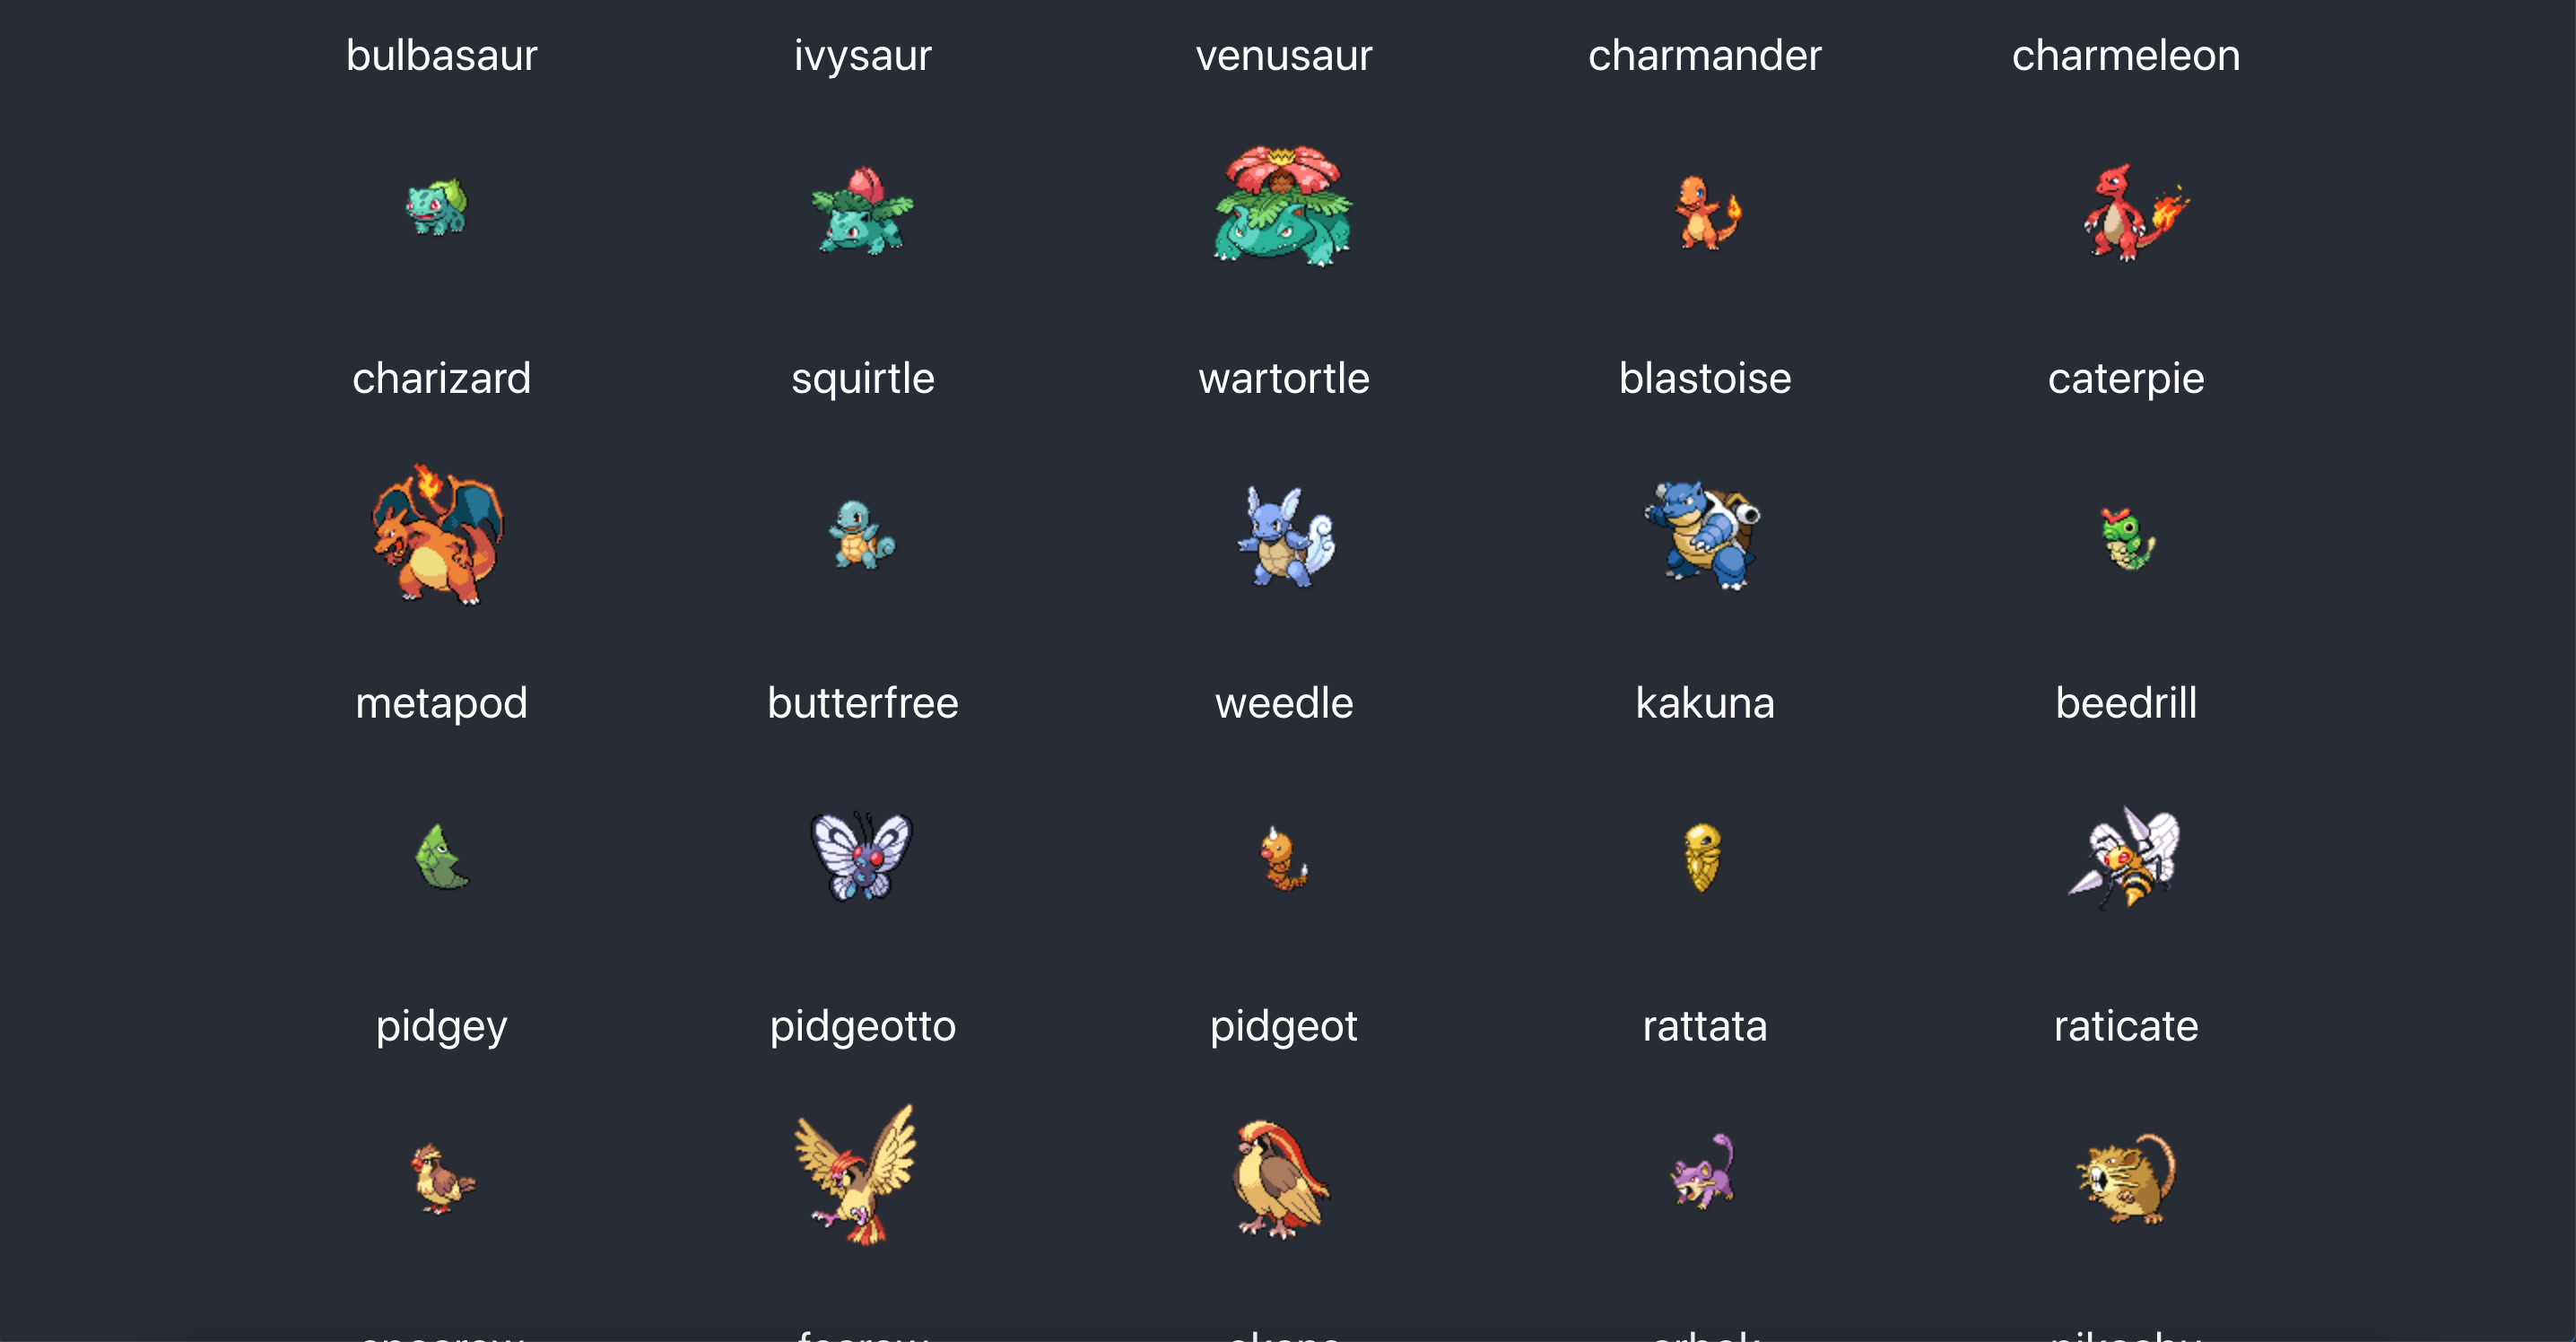 bulbasaur ivysaur venusaur charmander charmeleon
charizard squirtle wartortle blastoise caterpie
metapod butterfree weedle kakuna beedrill
pidgey pidgeotto pidgeot rattata raticate